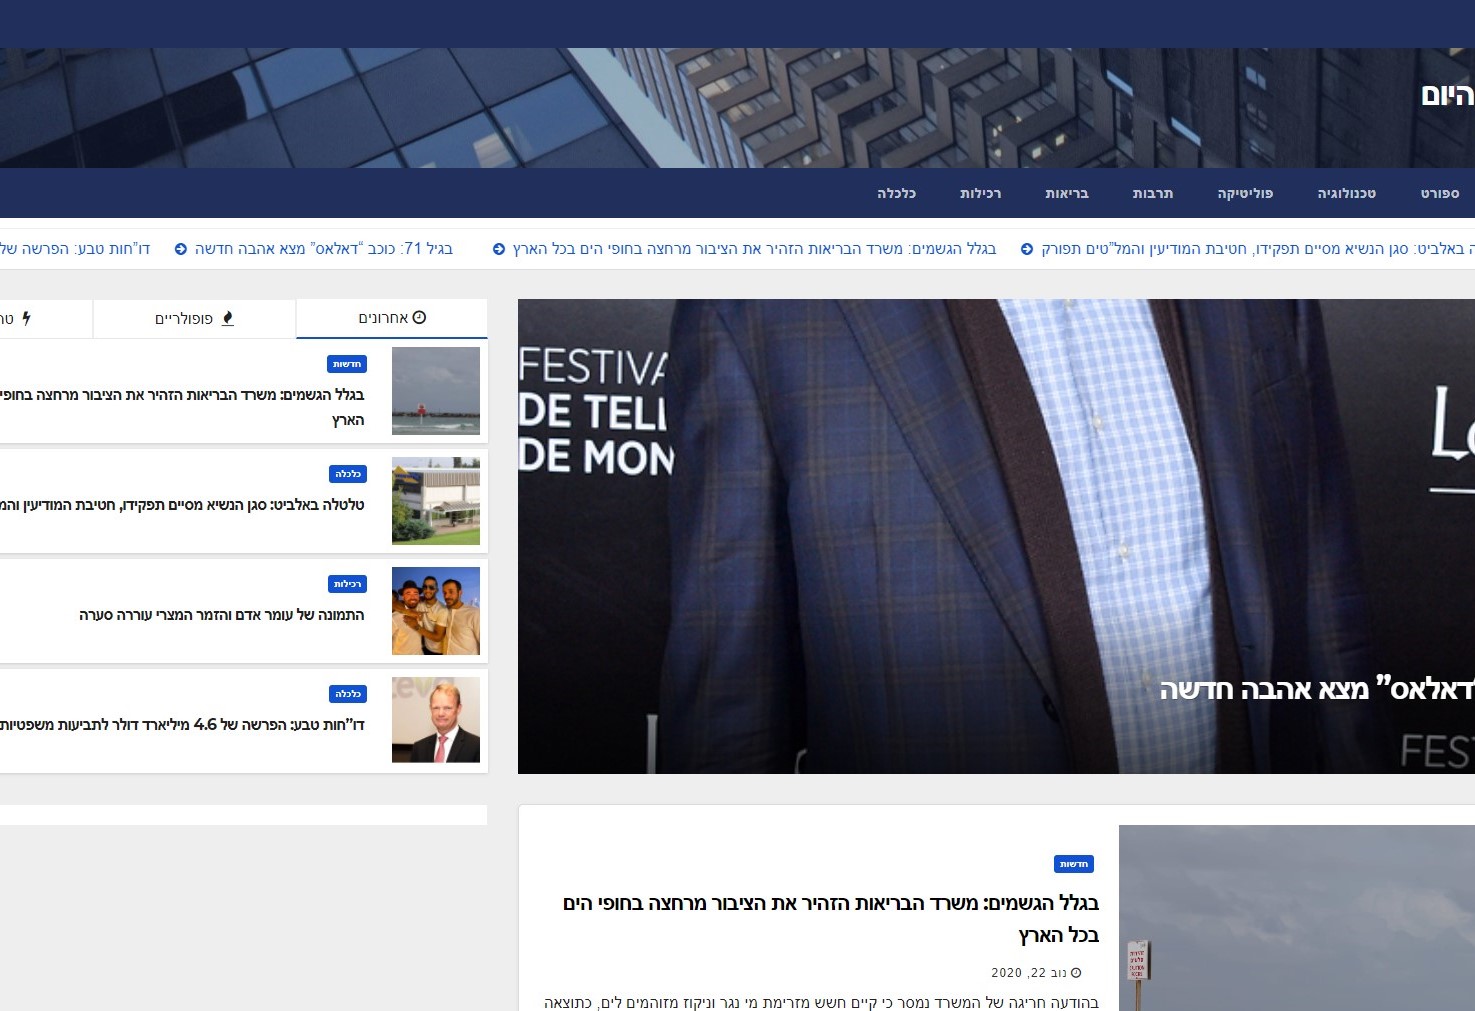 היום
ספורט
טכנולוגיה
פוליטיקה
תרבות
בריאות
רכילות
כלכלה
באלביט: סגן הנשיא מסיים תפקידו, חטיבת המודיעין והמל"טים תפורק
בגלל הגשמים: משרד הבריאות הזהיר את הציבור מרחצה בחופי הים בכל הארץ
בגיל 71: כוכב "דאלאס" מצא אהבה חדשה
דו"חות טבע: הפרשה של
FESTIVA
DE TELE
DE MON
"דאלאס" מצא אהבה חדשה
FEST
אחרונים
פופולריים
חדשות
בגלל הגשמים: משרד הבריאות הזהיר את הציבור מרחצה בחופי
הארץ
כלכלה
טלטלה באלביט: סגן הנשיא מסיים תפקידו, חטיבת המודיעין
רכילות
התמונה של עומר אדם והזמר המצרי עוררה סערה
כלכלה
דו"חות טבע: הפרשה של 4.6 מיליארד דולר לתביעות משפטיות
חדשות
בגלל הגשמים: משרד הבריאות הזהיר את הציבור מרחצה בחופי הים
בכל הארץ
נוב 22, 2020
בהודעה חריגה של המשרד נמסר כי קיים חשש מזרימת מי נגר וניקוז מזוהמים לים, כתוצאה